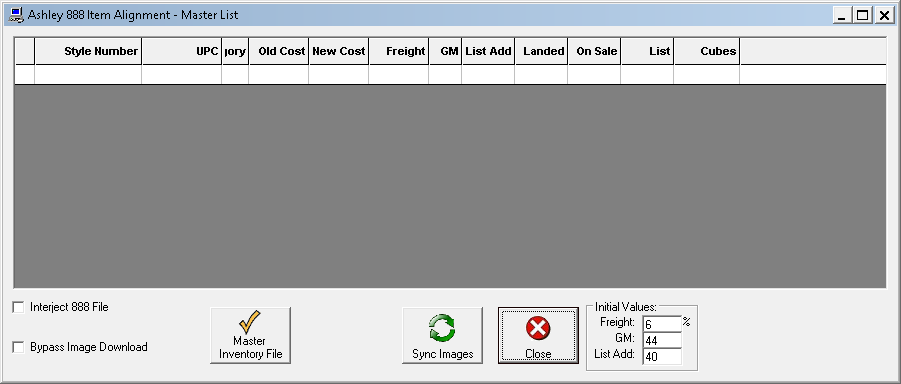 Ashley 888 Item Alignment - Master List
Style Number UPC gory Old Cost New Cost Freight GM List Add Landed On Sale List Cubes
Interject 888 File
Bypass Image Download
Master
Inventory File
Sync Images
Close
Initial Values:
Freight: 6 %
GM: 44
List Add: 40